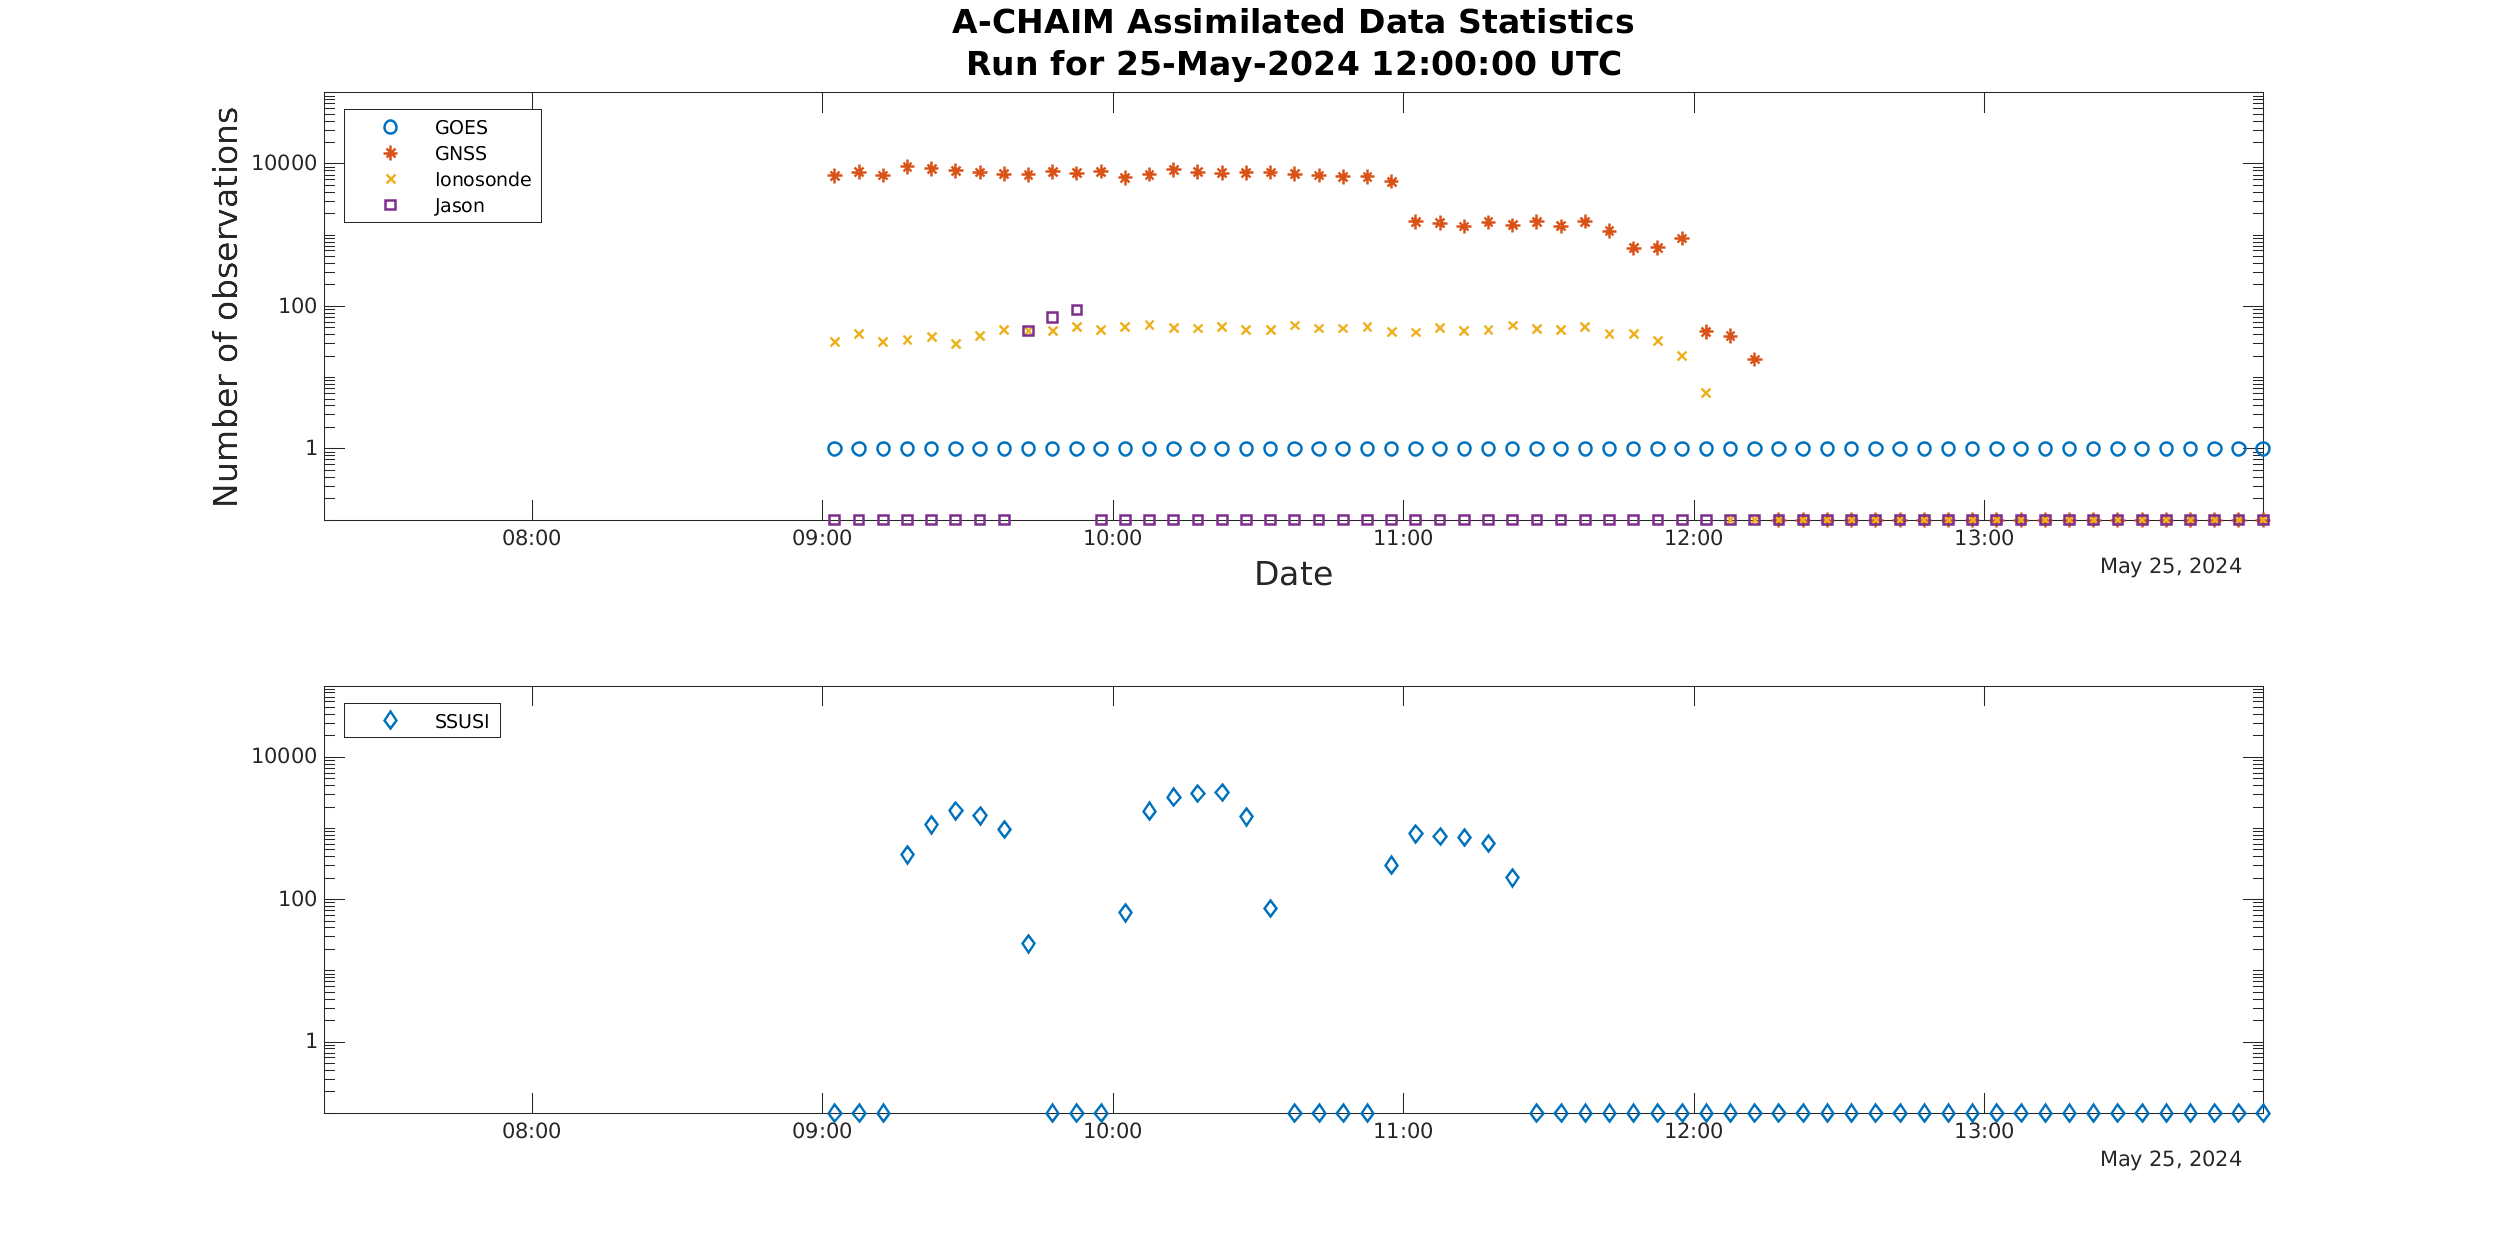 A-CHAIM Assimilated Data Statistics
Run for 25-May-2024 12:00:00 UTC
Number of observations
10000
100
1
GOES
GNSS
Ionosonde
Jason
08:00 09:00 10:00 11:00 12:00 13:00
May 25, 2024
Date
10000
100
1
SSUSI
08:00 09:00 10:00 11:00 12:00 13:00
May 25, 2024